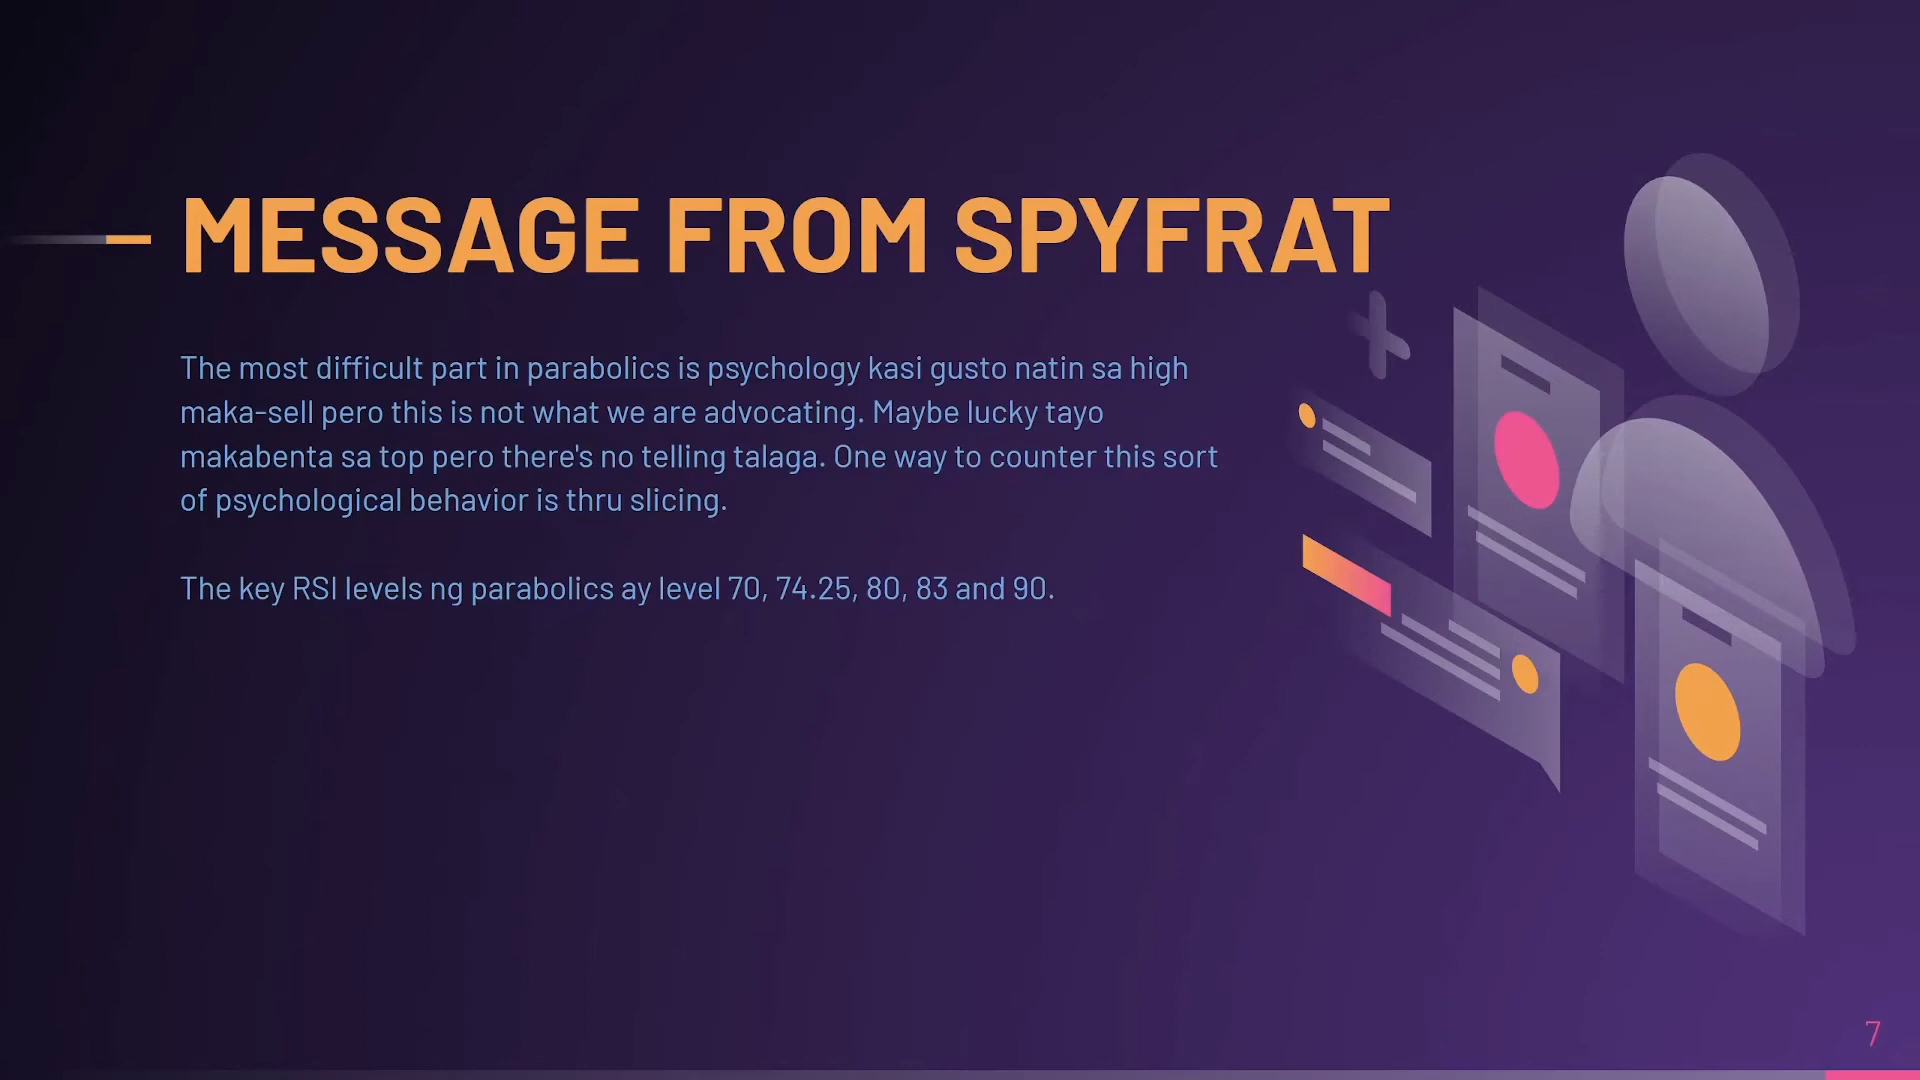 MESSAGE FROM SPYFRAT
The most difficult part in parabolics is psychology kasi gusto natin sa high
maka-sell pero this is not what we are advocating. Maybe lucky tayo
makabenta sa top pero there's no telling talaga. One way to counter this sort
of psychological behavior is thru slicing.
The key RSI levels ng parabolics ay level 70, 74.25, 80, 83 and 90.
7